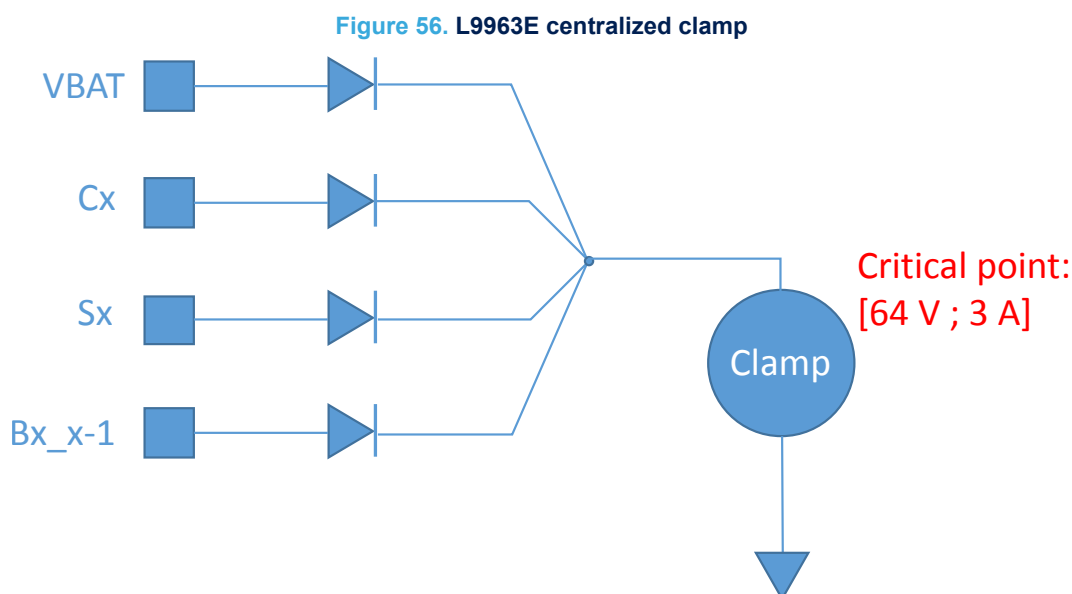 Figure 56. L9963E centralized clamp
VBAT
Cx
Sx
Bx_x-1
Critical point:
[64 V ; 3 A]
Clamp